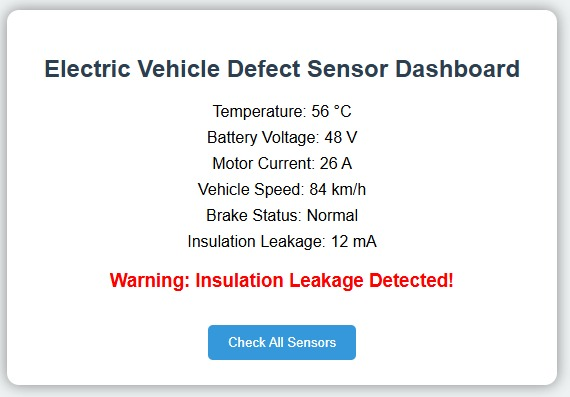 Electric Vehicle Defect Sensor Dashboard
Temperature: 56 °C
Battery Voltage: 48 V
Motor Current: 26 A
Vehicle Speed: 84 km/h
Brake Status: Normal
Insulation Leakage: 12 mA
Warning: Insulation Leakage Detected!
Check All Sensors